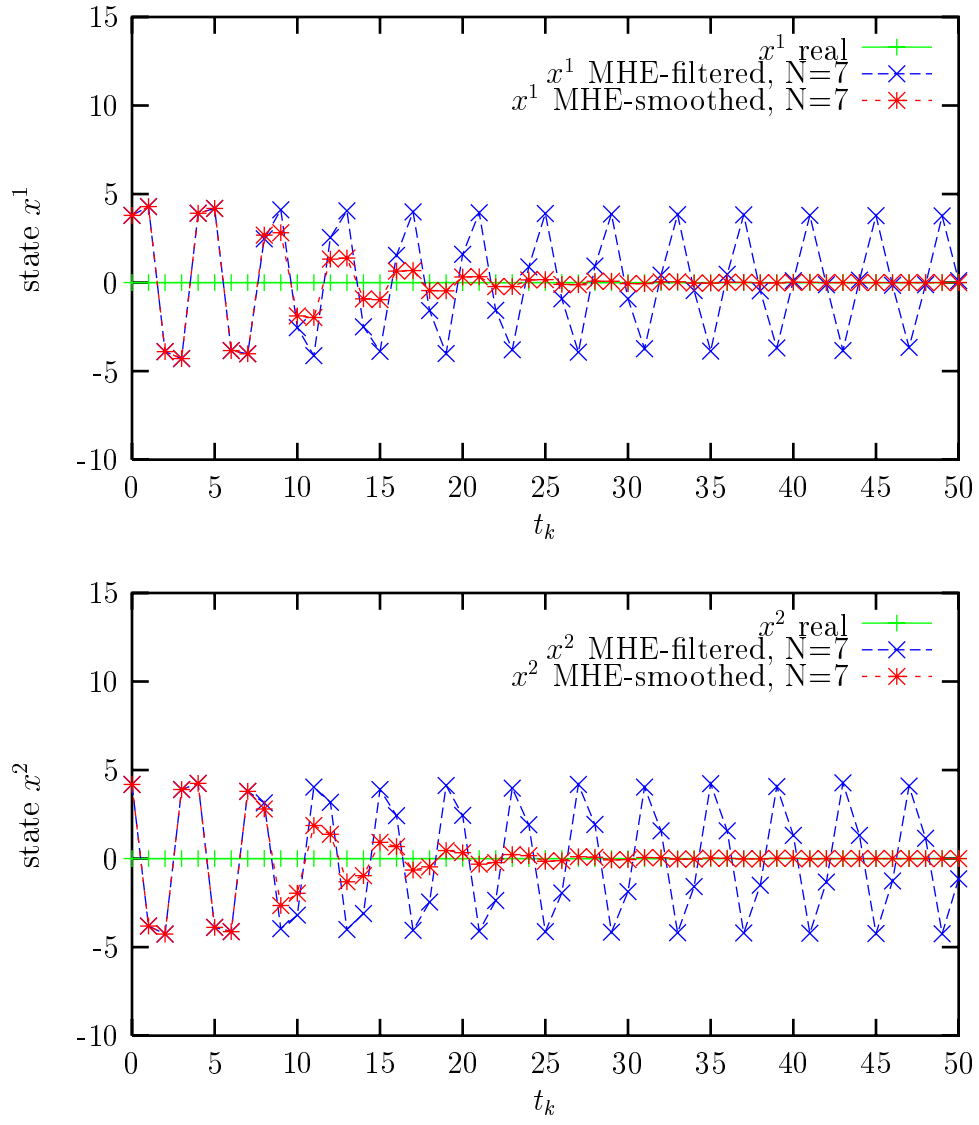 15
10
5
0
-5
-10
state x¹
x¹ real
x¹ MHE-filtered, N=7
x¹ MHE-smoothed, N=7
0 5 10 15 20 25 30 35 40 45 50
tₖ
15
10
5
0
-5
-10
state x²
x² real
x² MHE-filtered, N=7
x² MHE-smoothed, N=7
0 5 10 15 20 25 30 35 40 45 50
tₖ